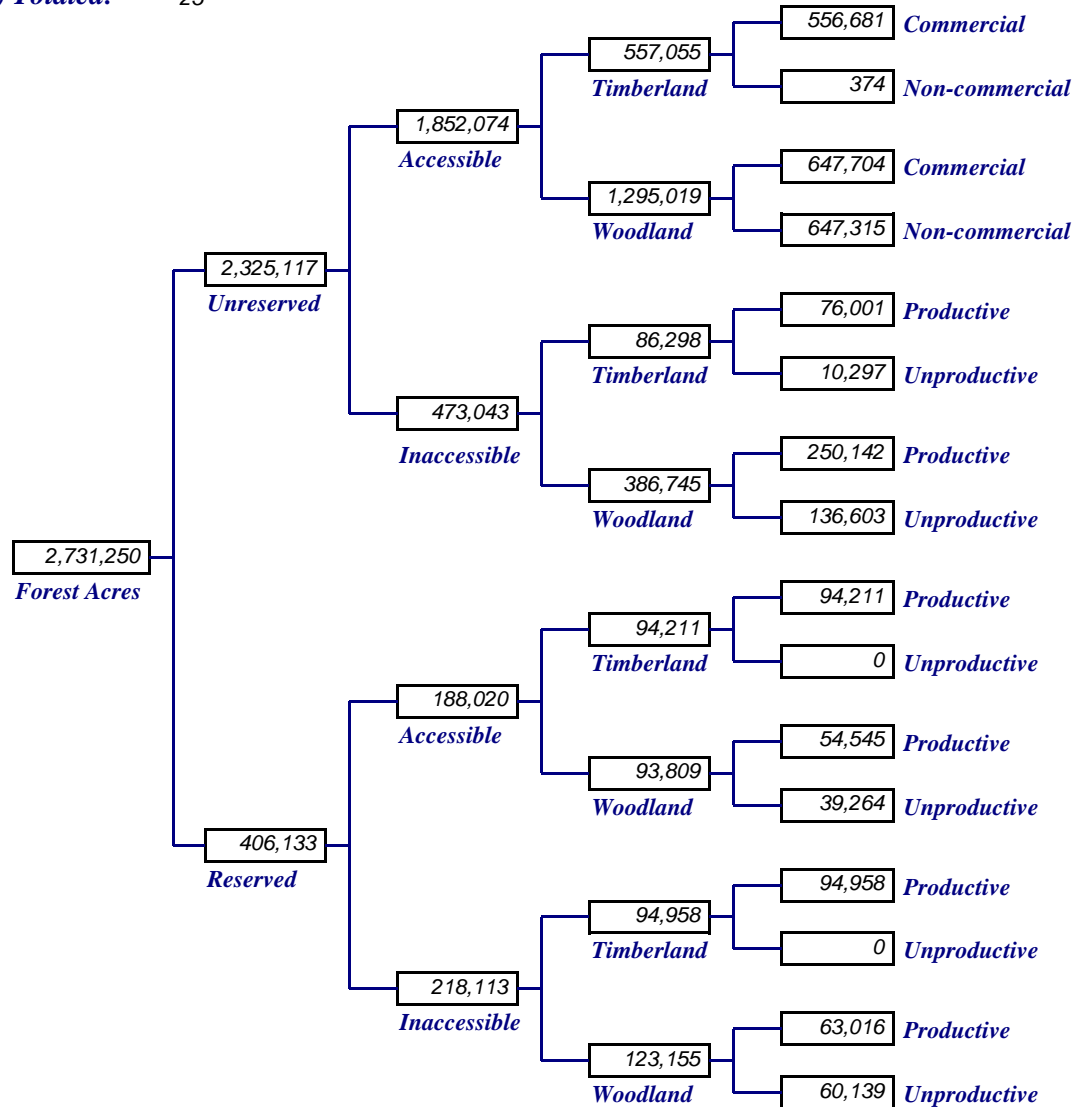 Totaled: 25
556,681 Commercial
557,055
Timberland
374 Non-commercial
1,852,074
Accessible
647,704 Commercial
1,295,019
Woodland
647,315 Non-commercial
2,325,117
Unreserved
76,001 Productive
86,298
Timberland
10,297 Unproductive
473,043
Inaccessible
250,142 Productive
386,745
Woodland
136,603 Unproductive
2,731,250
Forest Acres
94,211 Productive
94,211
Timberland
0 Unproductive
188,020
Accessible
54,545 Productive
93,809
Woodland
39,264 Unproductive
406,133
Reserved
94,958 Productive
94,958
Timberland
0 Unproductive
218,113
Inaccessible
63,016 Productive
123,155
Woodland
60,139 Unproductive